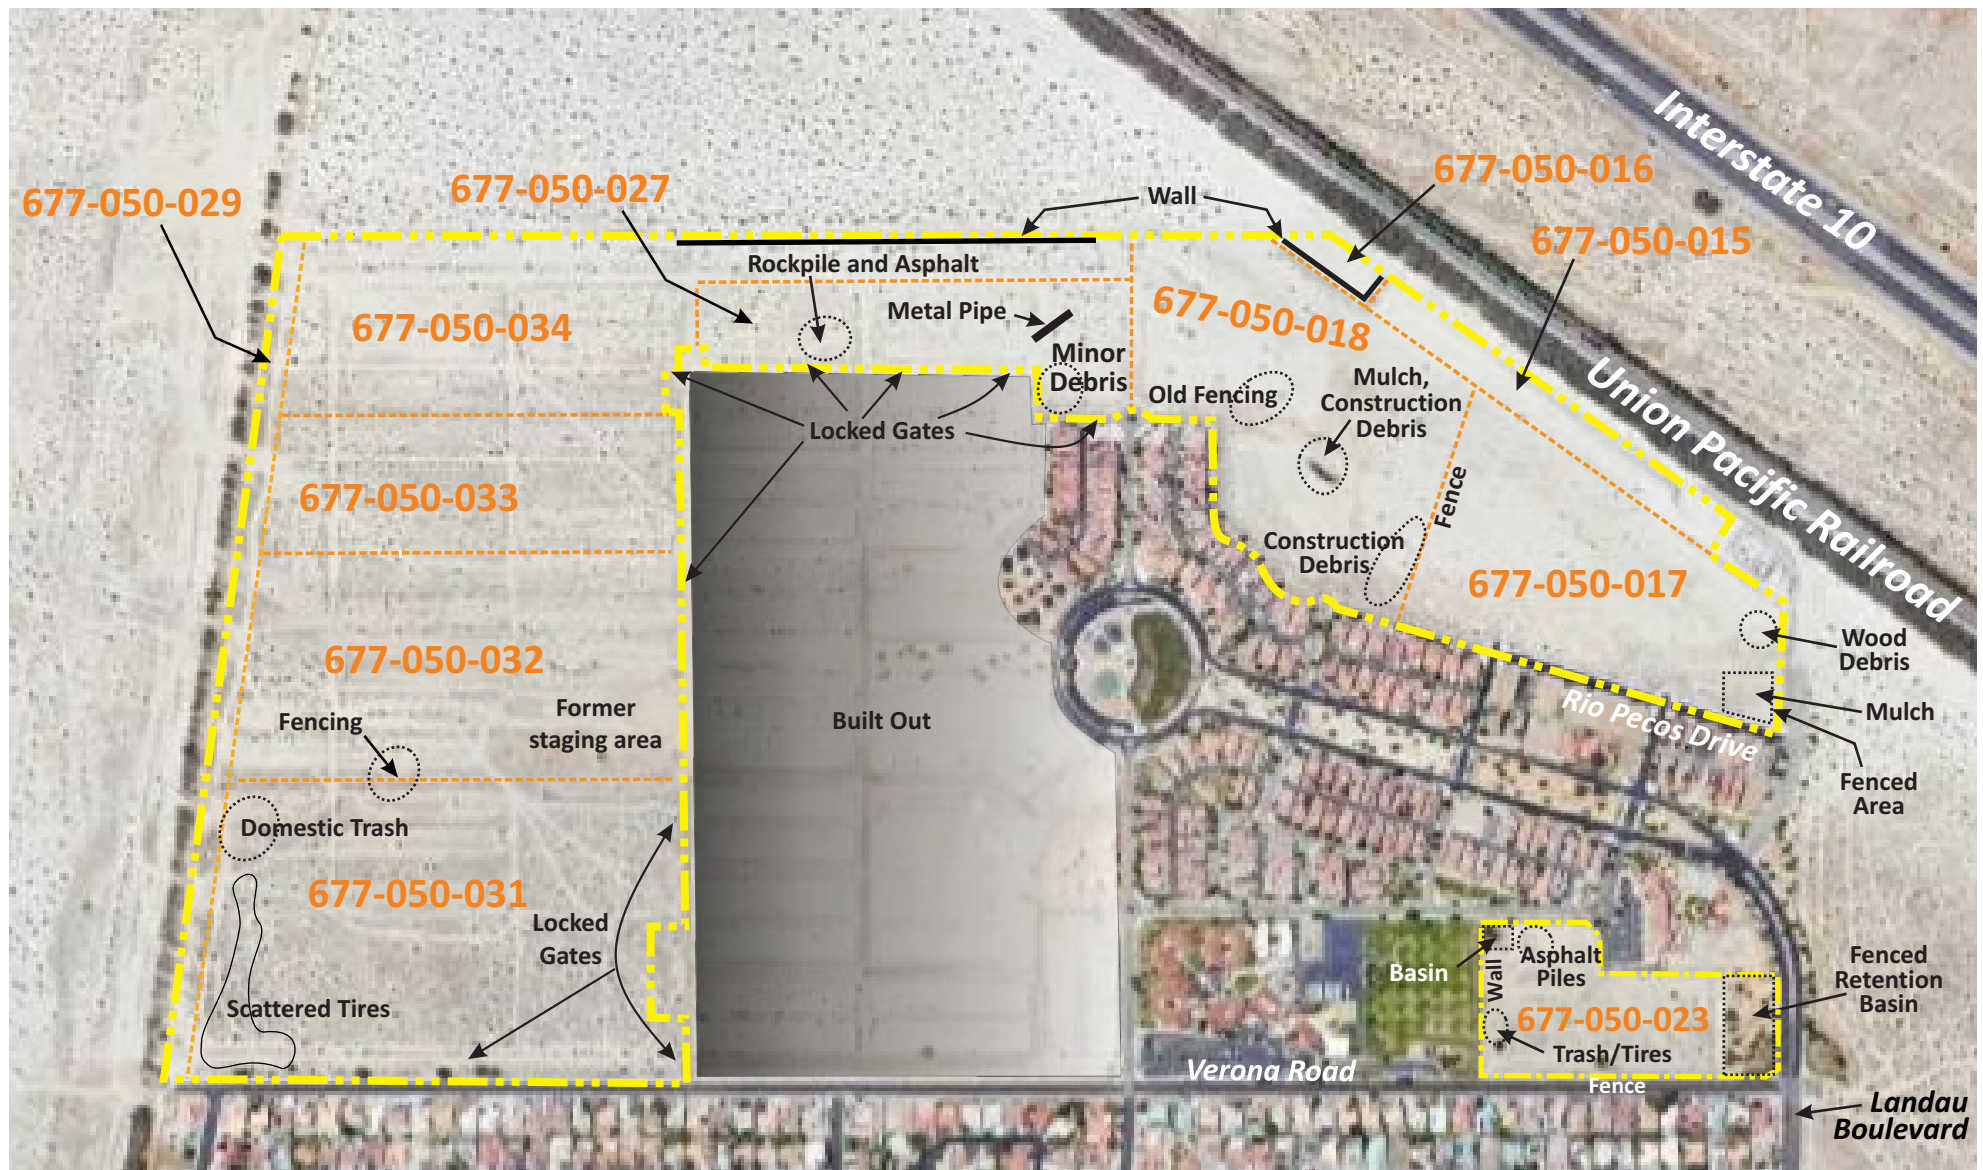 Interstate 10
677-050-016
677-050-027
677-050-029
Wall
677-050-015
Rockpile and Asphalt
Metal Pipe
677-050-018
677-050-034
Minor
Debris
Old Fencing
Mulch,
Construction
Debris
Union Pacific Railroad
Locked Gates
677-050-033
Fence
Construction
Debris
677-050-017
Wood
Debris
677-050-032
Fencing
Former
staging area
Built Out
Rio Pecos Drive
Mulch
Fenced
Area
Domestic Trash
677-050-031
Locked
Gates
Scattered Tires
Basin
Wall
Asphalt
Piles
Fenced
Retention
Basin
677-050-023
Trash/Tires
Verona Road
Fence
Landau
Boulevard